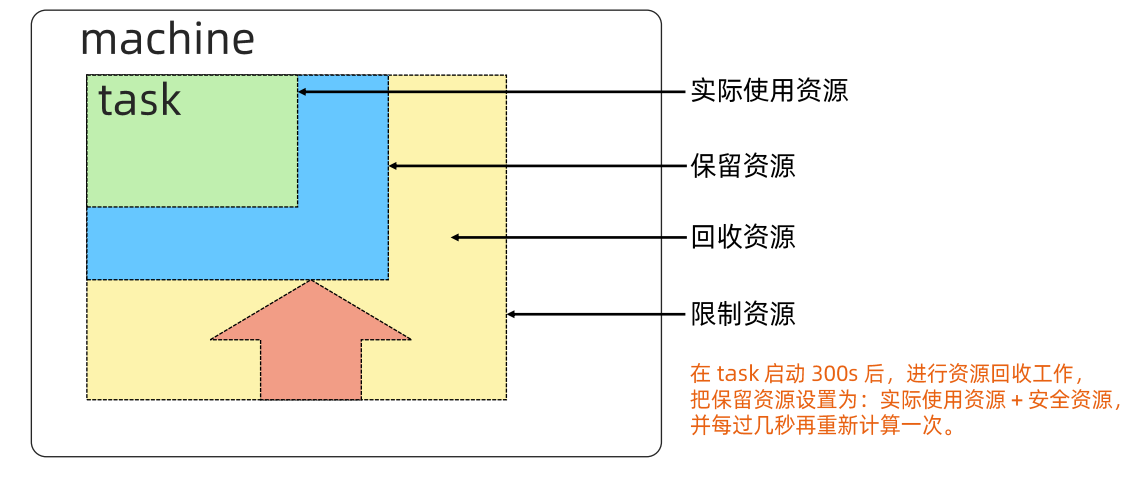 machine
task
实际使用资源
保留资源
回收资源
限制资源
在 task 启动 300s 后，进行资源回收工作，
把保留资源设置为：实际使用资源 + 安全资源，
并每过几秒再重新计算一次。